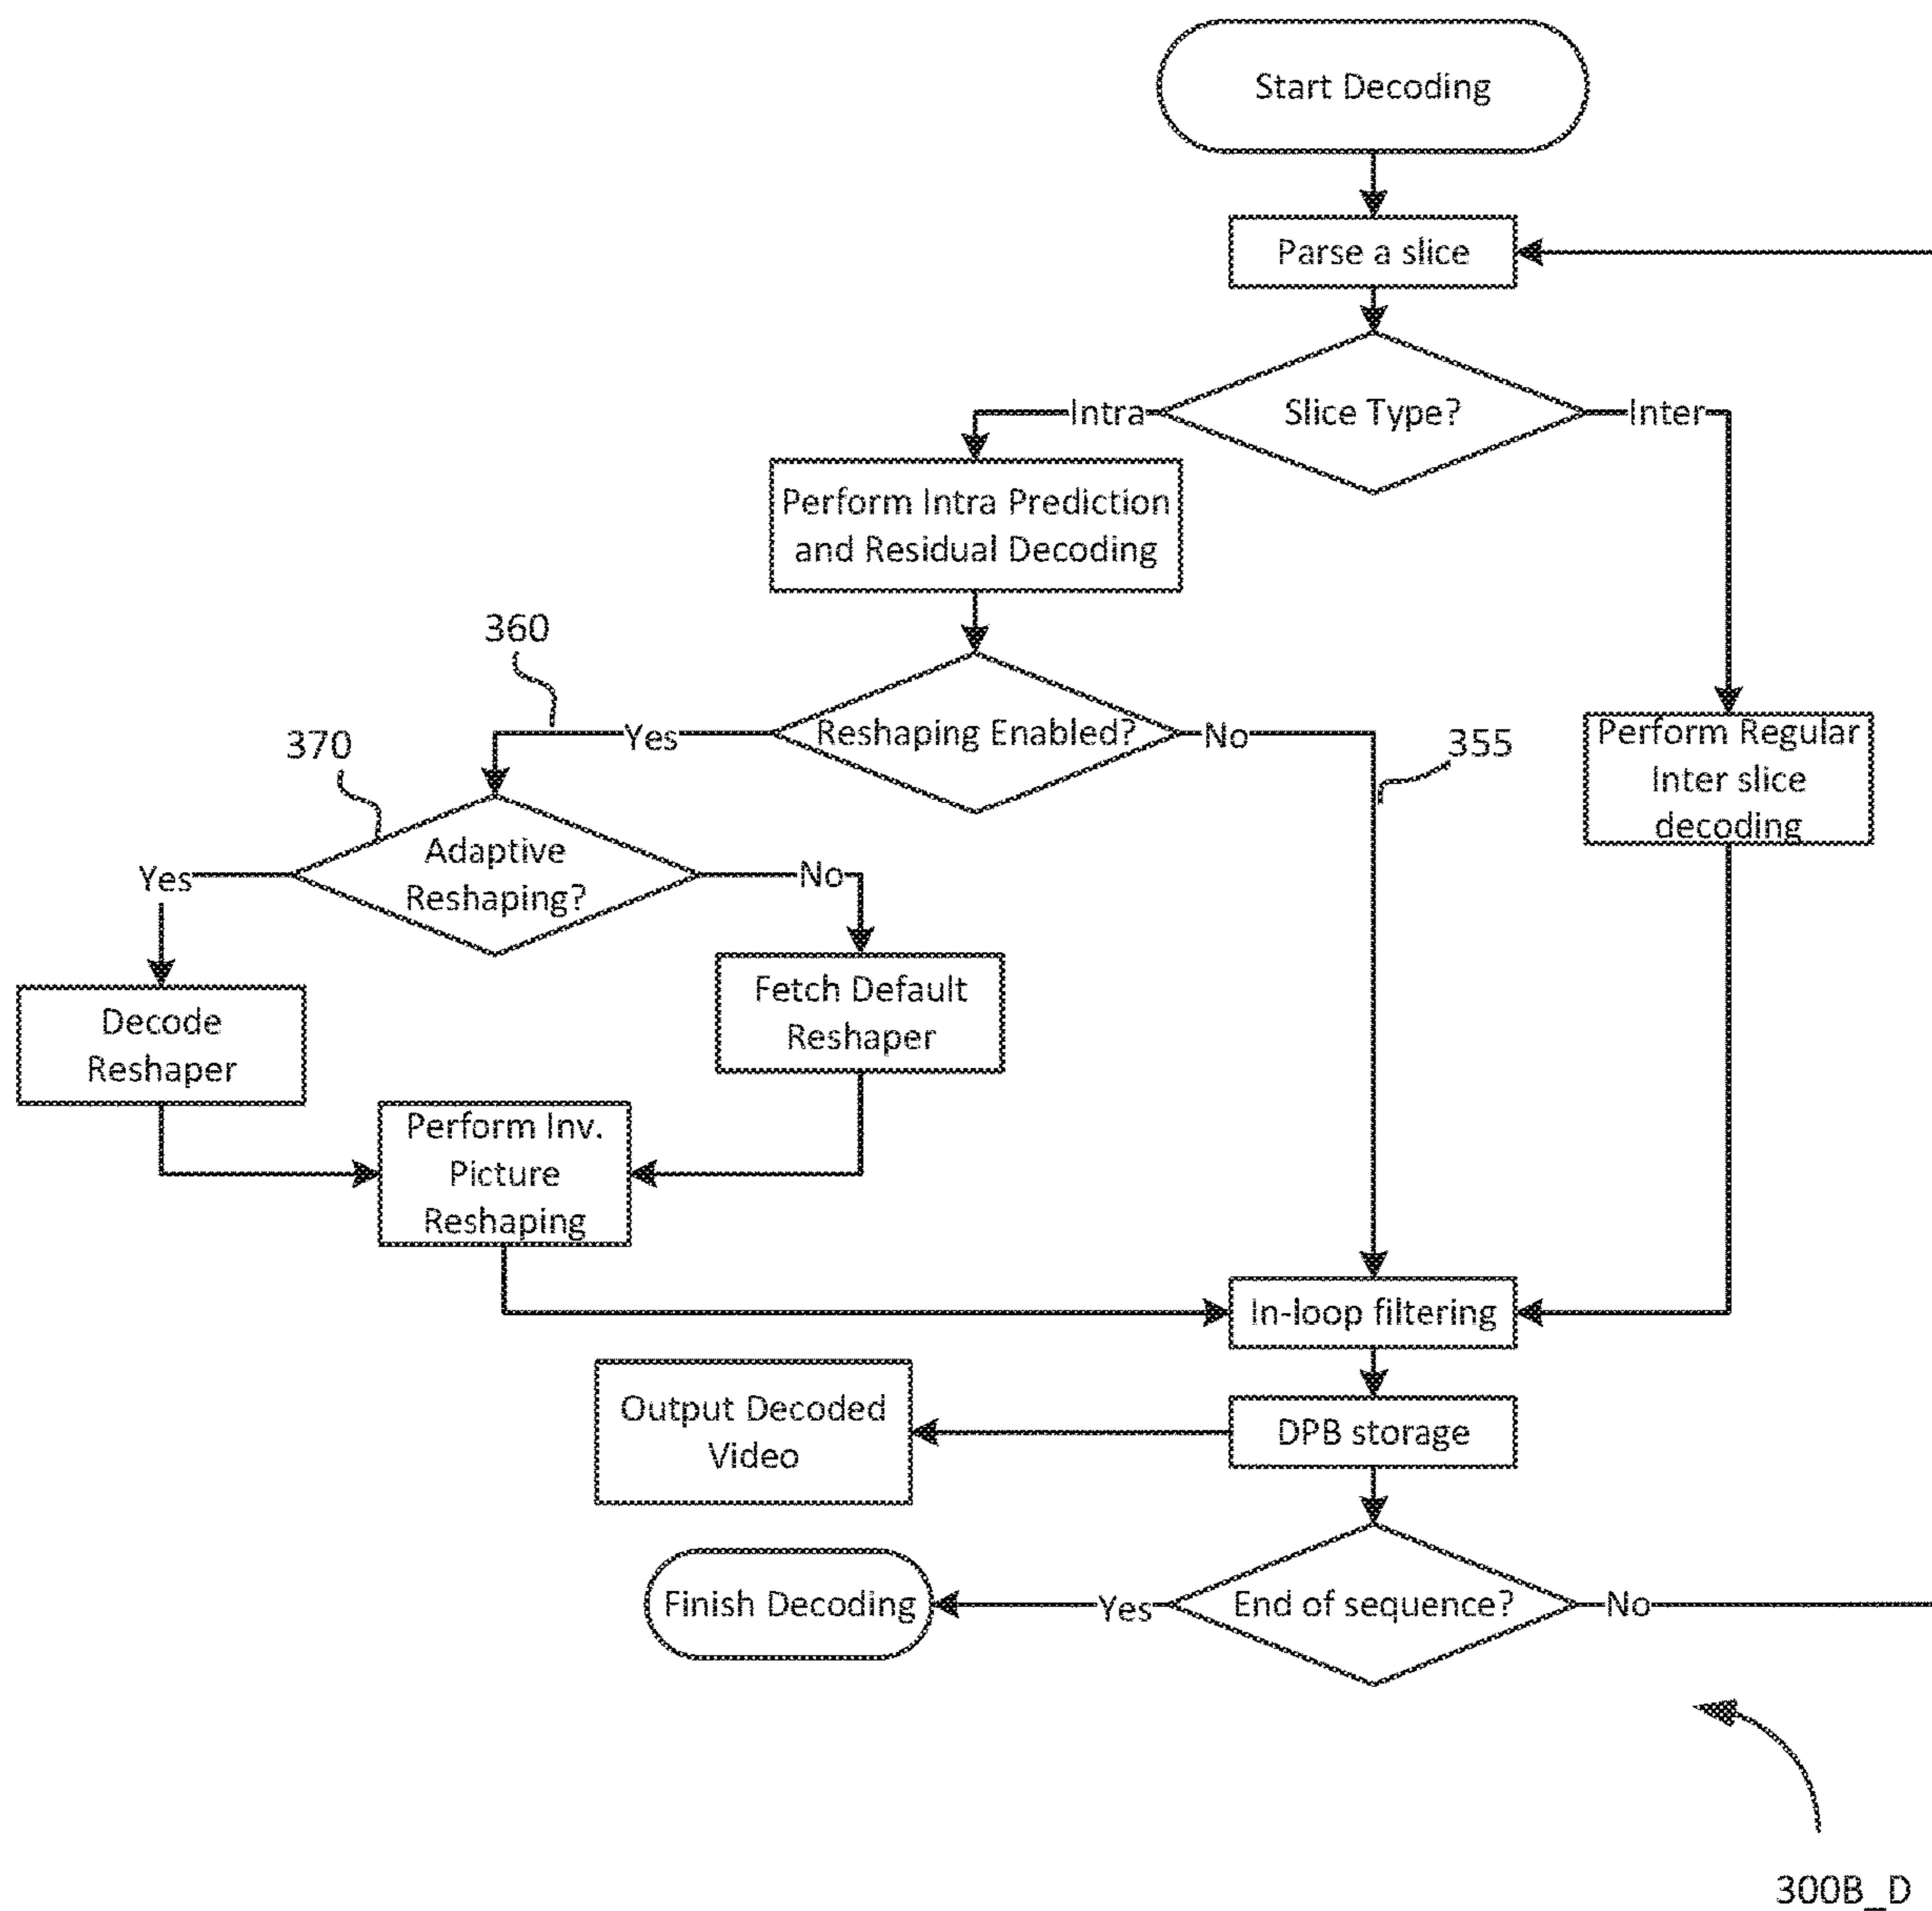 Start Decoding
Parse a slice
Intra
Slice Type?
Inter
Perform Intra Prediction
and Residual Decoding
360
Yes
Reshaping Enabled?
No
355
Perform Regular
Inter slice
decoding
370
Yes
Adaptive
Reshaping?
No
Decode
Reshaper
Fetch Default
Reshaper
Perform Inv.
Picture
Reshaping
In-loop filtering
Output Decoded
Video
DPB storage
Finish Decoding
Yes
End of sequence?
No
300B_D